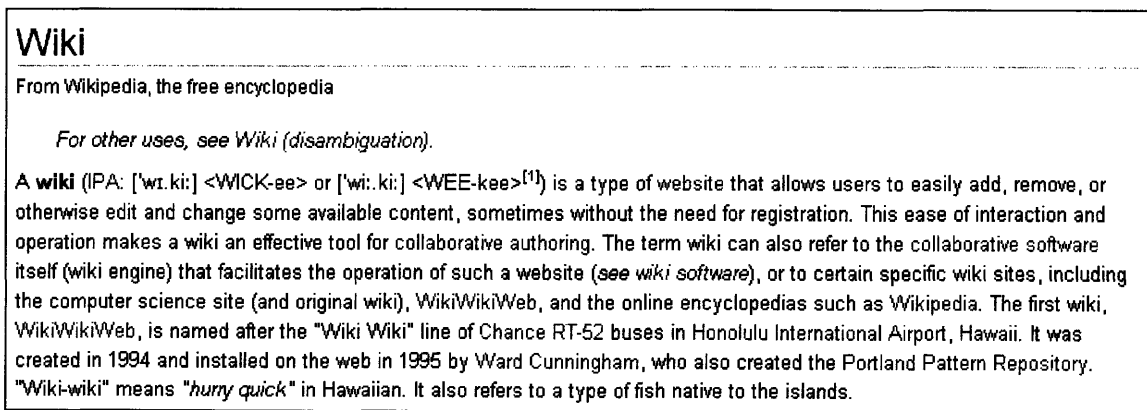 Wiki
From Wikipedia, the free encyclopedia
For other uses, see Wiki (disambiguation).
A wiki (IPA: ['wɪ.ki:] <WICK-ee> or ['wi:.ki:] <WEE-kee>[1]) is a type of website that allows users to easily add, remove, or
otherwise edit and change some available content, sometimes without the need for registration. This ease of interaction and
operation makes a wiki an effective tool for collaborative authoring. The term wiki can also refer to the collaborative software
itself (wiki engine) that facilitates the operation of such a website (see wiki software), or to certain specific wiki sites, including
the computer science site (and original wiki), WikiWikiWeb, and the online encyclopedias such as Wikipedia. The first wiki,
WikiWikiWeb, is named after the "Wiki Wiki" line of Chance RT-52 buses in Honolulu International Airport, Hawaii. It was
created in 1994 and installed on the web in 1995 by Ward Cunningham, who also created the Portland Pattern Repository.
"Wiki-wiki" means "hurry quick" in Hawaiian. It also refers to a type of fish native to the islands.